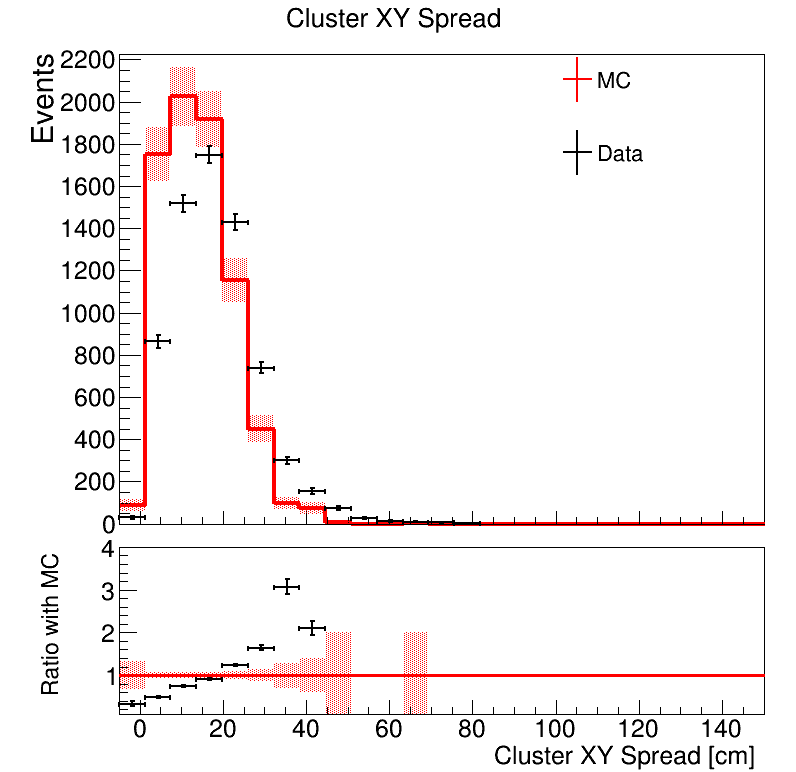 Cluster XY Spread
Events
2200
2000
1800
1600
1400
1200
1000
800
600
400
200
0
MC
Data
Ratio with MC
4
3
2
1
0 20 40 60 80 100 120 140
Cluster XY Spread [cm]